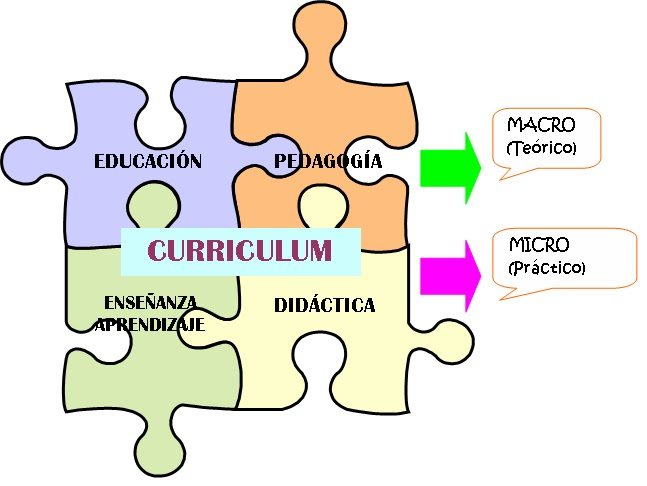 EDUCACIÓN
PEDAGOGÍA
MACRO
(Teórico)
CURRICULUM
MICRO
(Práctico)
ENSEÑANZA
APRENDIZAJE
DIDÁCTICA